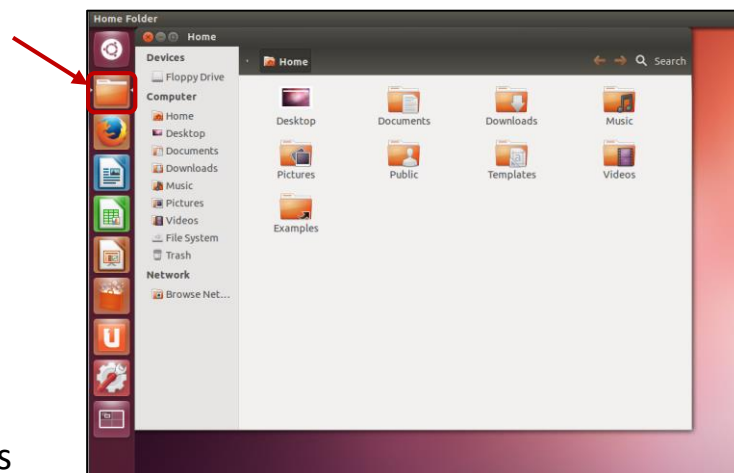 Home Folder
Home
Devices
Floppy Drive
Computer
Home
Desktop
Documents
Downloads
Music
Pictures
Videos
File System
Trash
Network
Browse Net...
Home
Search
Desktop
Documents
Downloads
Music
Pictures
Public
Templates
Videos
Examples
s